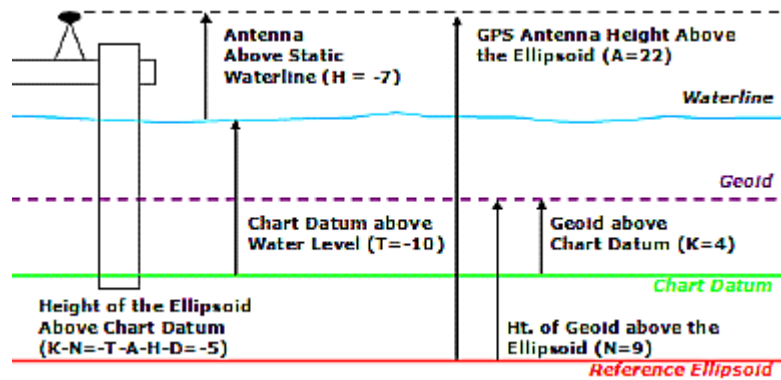 Antenna
Above Static
Waterline (H = -7)
GPS Antenna Height Above
the Ellipsoid (A=22)
Waterline
Geoid
Chart Datum above
Water Level (T=-10)
Geoid above
Chart Datum (K=4)
Chart Datum
Height of the Ellipsoid
Above Chart Datum
(K-N=-T-A-H-D=-5)
Ht. of Geoid above the
Ellipsoid (N=9)
Reference Ellipsoid